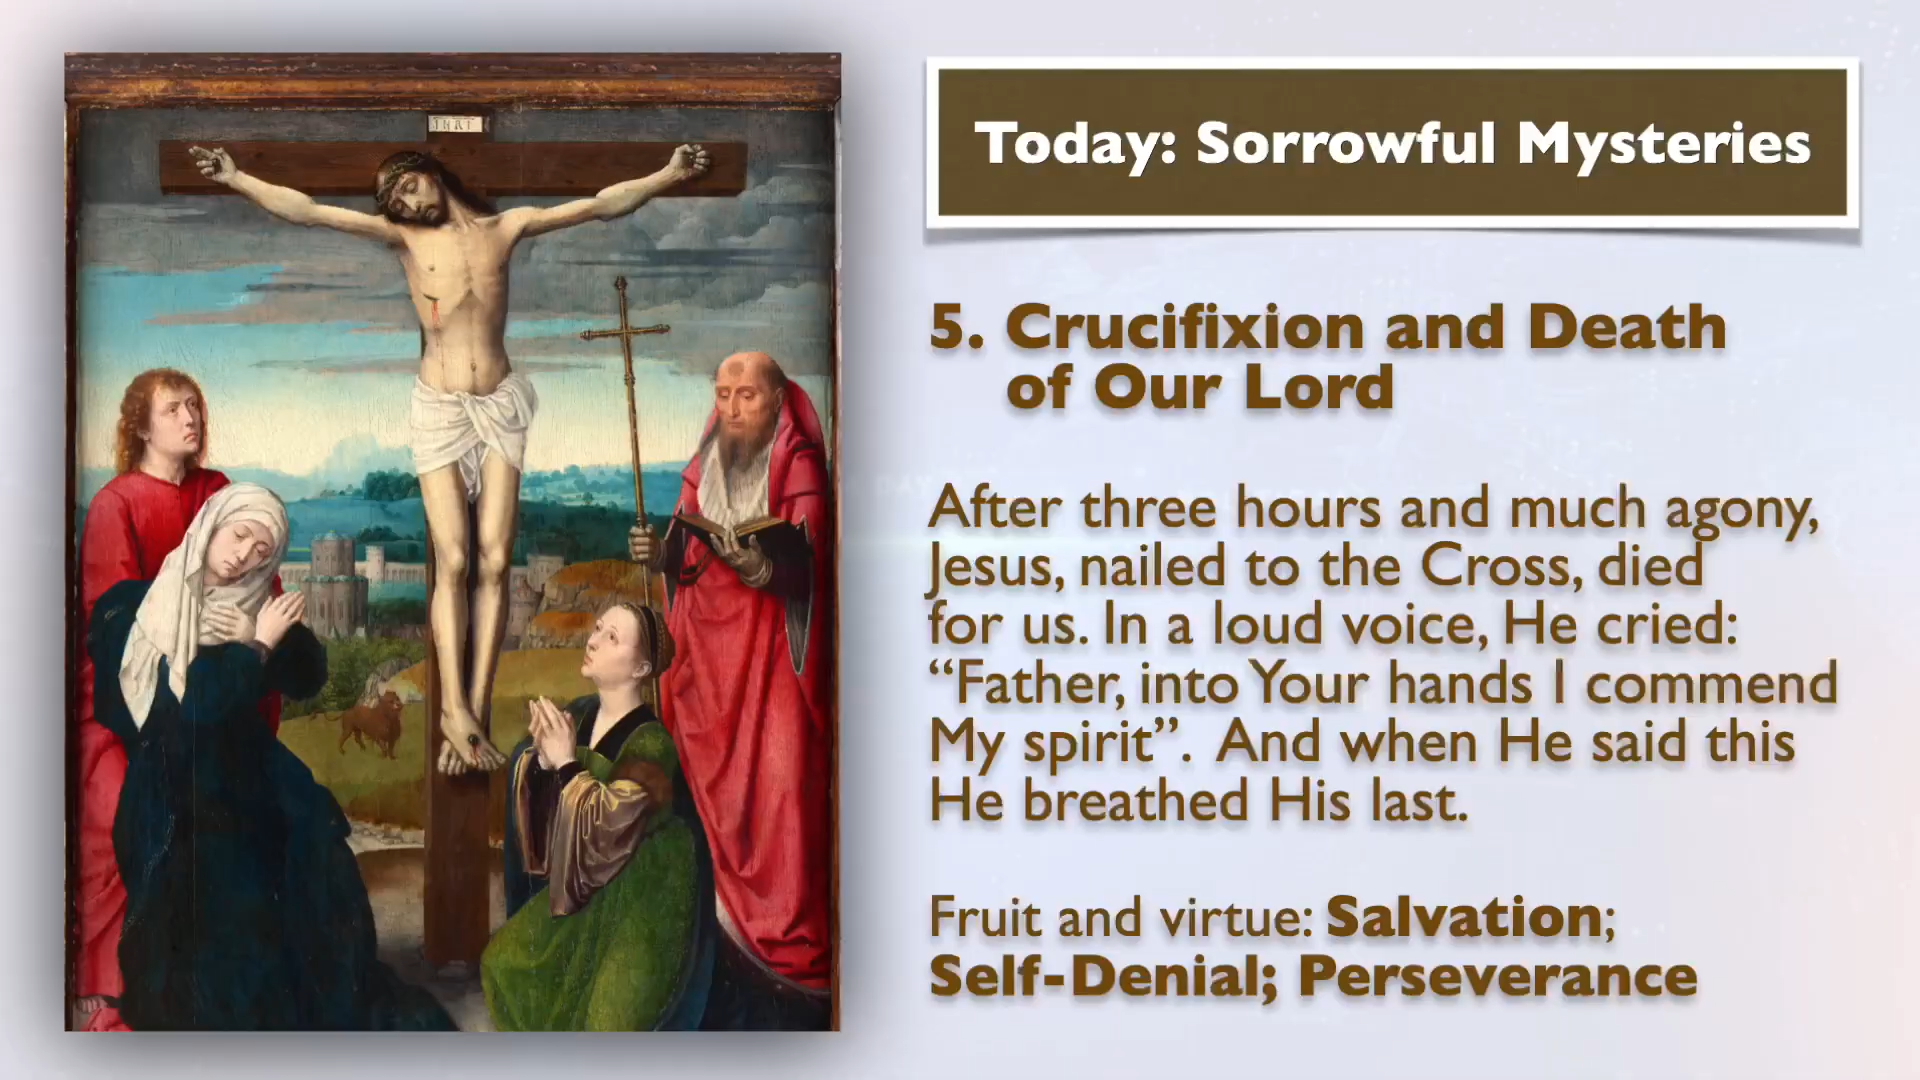 INRI
Today: Sorrowful Mysteries
5. Crucifixion and Death
of Our Lord
After three hours and much agony,
Jesus, nailed to the Cross, died
for us. In a loud voice, He cried:
“Father, into Your hands I commend
My spirit”. And when He said this
He breathed His last.
Fruit and virtue: Salvation;
Self-Denial; Perseverance